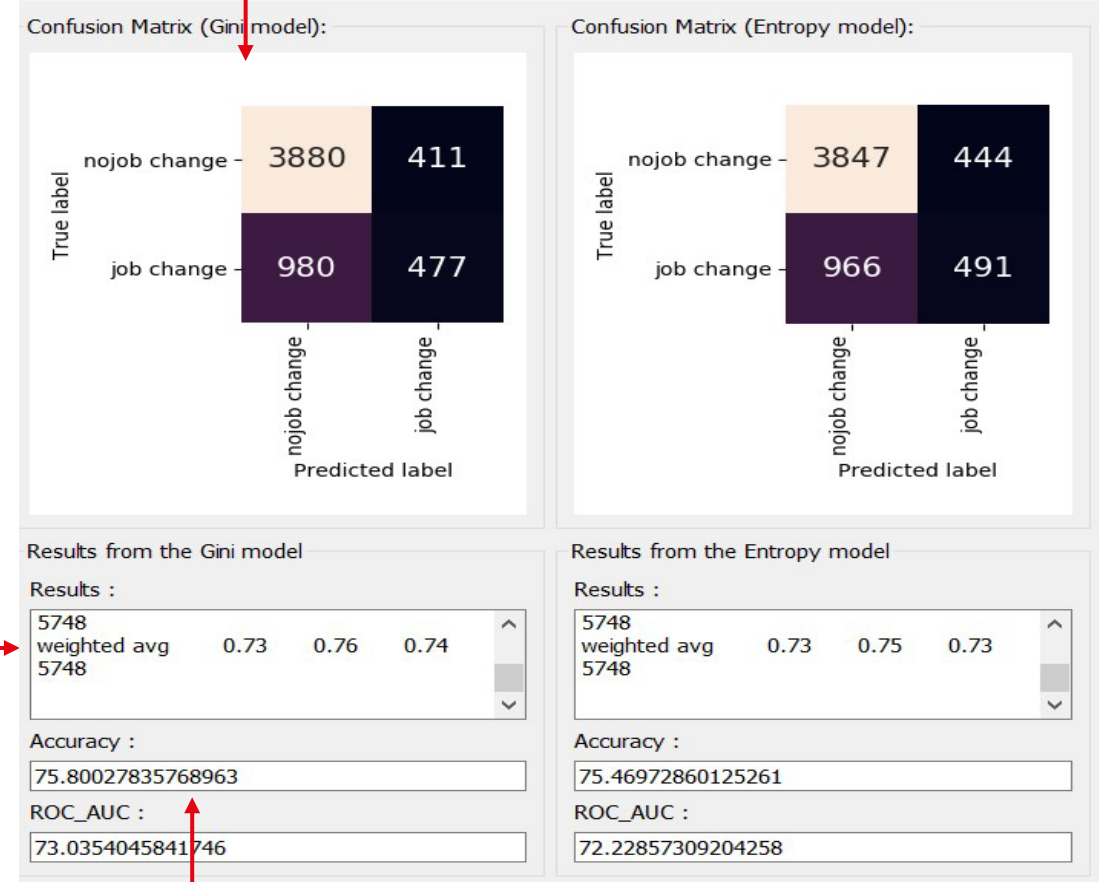 Confusion Matrix (Gini model):
nojob change
3880 411
job change
980 477
True label
nojob change
job change
Predicted label
Confusion Matrix (Entropy model):
nojob change
3847 444
job change
966 491
True label
nojob change
job change
Predicted label
Results from the Gini model
Results :
5748
weighted avg 0.73 0.76 0.74
5748
Accuracy :
75.80027835768963
ROC_AUC :
73.0354045841746
Results from the Entropy model
Results :
5748
weighted avg 0.73 0.75 0.73
5748
Accuracy :
75.46972860125261
ROC_AUC :
72.22857309204258